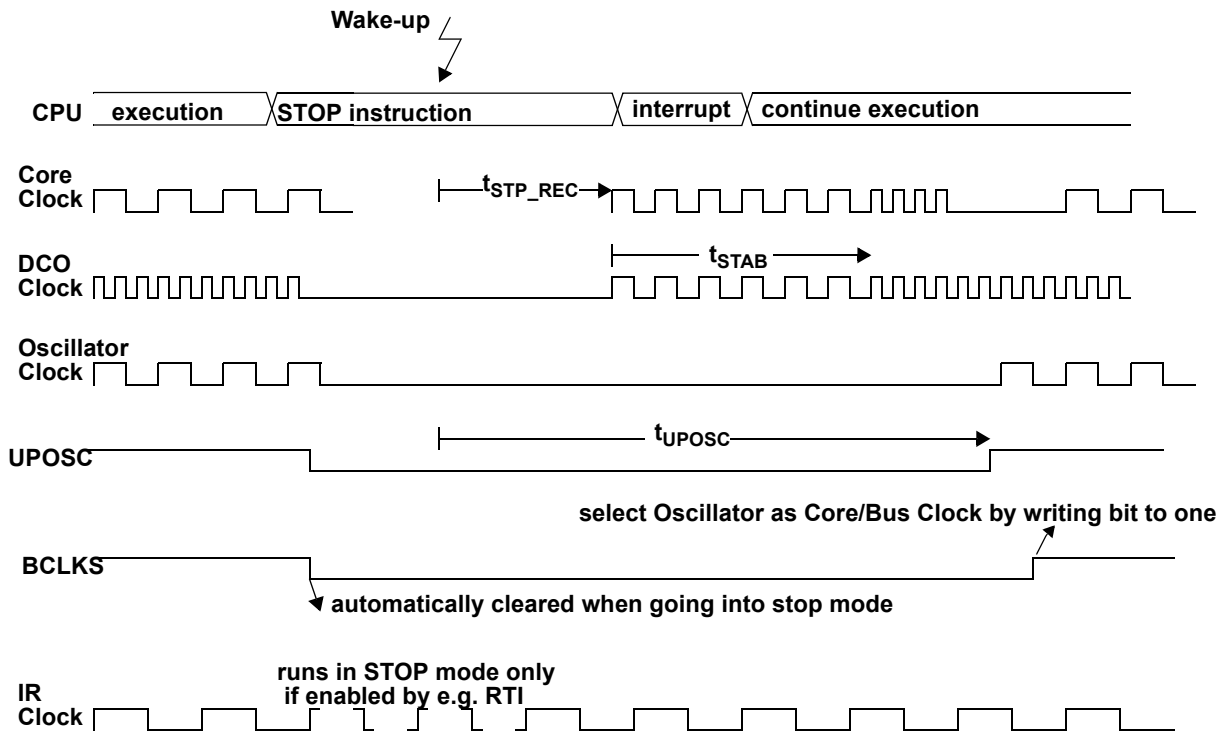 Wake-up
CPU execution STOP instruction interrupt continue execution
Core
Clock
tSTP_REC
DCO
Clock
tSTAB
Oscillator
Clock
UPOSC
tUPOSC
select Oscillator as Core/Bus Clock by writing bit to one
BCLKS
automatically cleared when going into stop mode
runs in STOP mode only
if enabled by e.g. RTI
IR
Clock